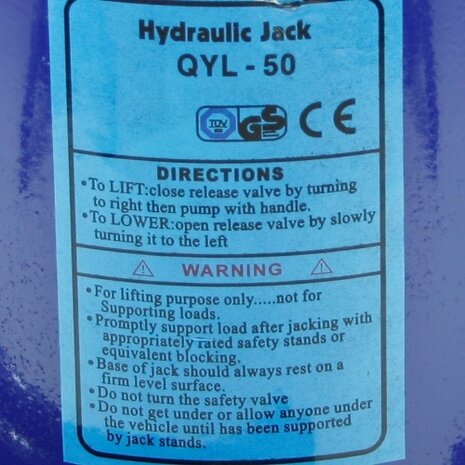 Hydraulic Jack
QYL - 50
TÜV GS CE
DIRECTIONS
•To LIFT:close release valve by turning
to right then pump with handle.
•To LOWER:open release valve by slowly
turning it to the left
WARNING
•For lifting purpose only.....not for
Supporting loads.
•Promptly support load after jacking with
appropriately rated safety stands or
equivalent blocking.
•Base of jack should always rest on a
firm level surface.
•Do not turn the safety valve
•Do not get under or allow anyone under
the vehicle until has been supported
by jack stands.